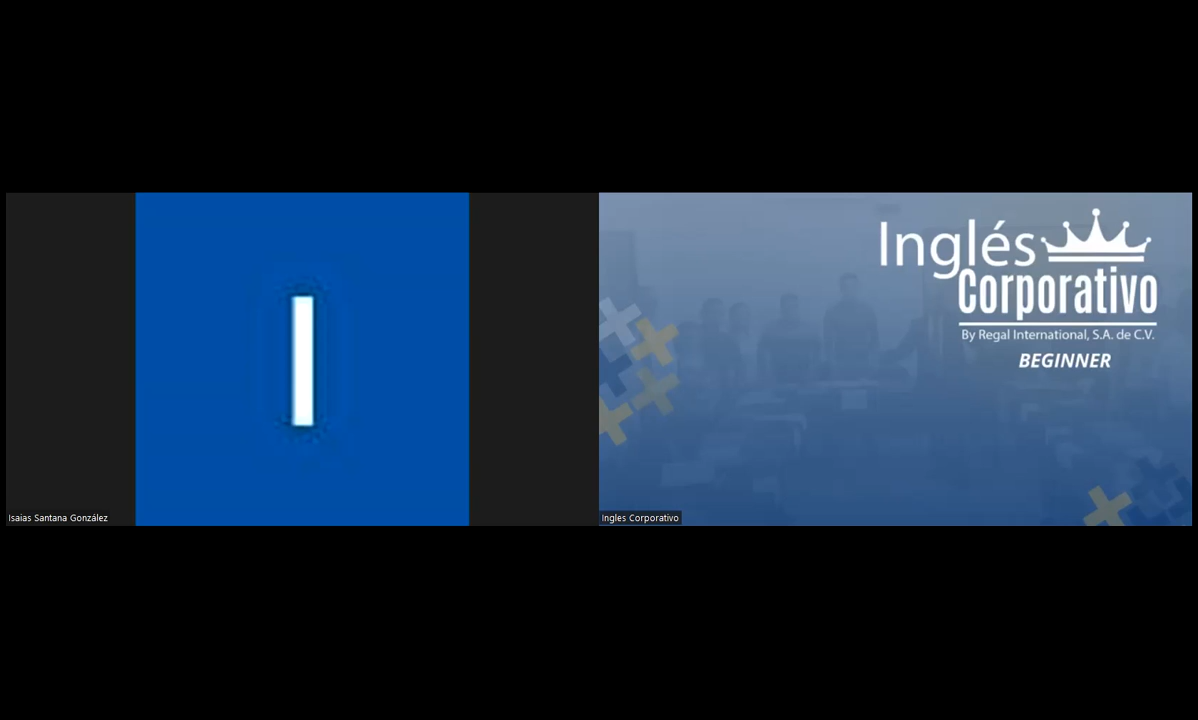 I
Isaias Santana González
Inglés
Corporativo
By Regal International, S.A. de C.V.
BEGINNER
Ingles Corporativo